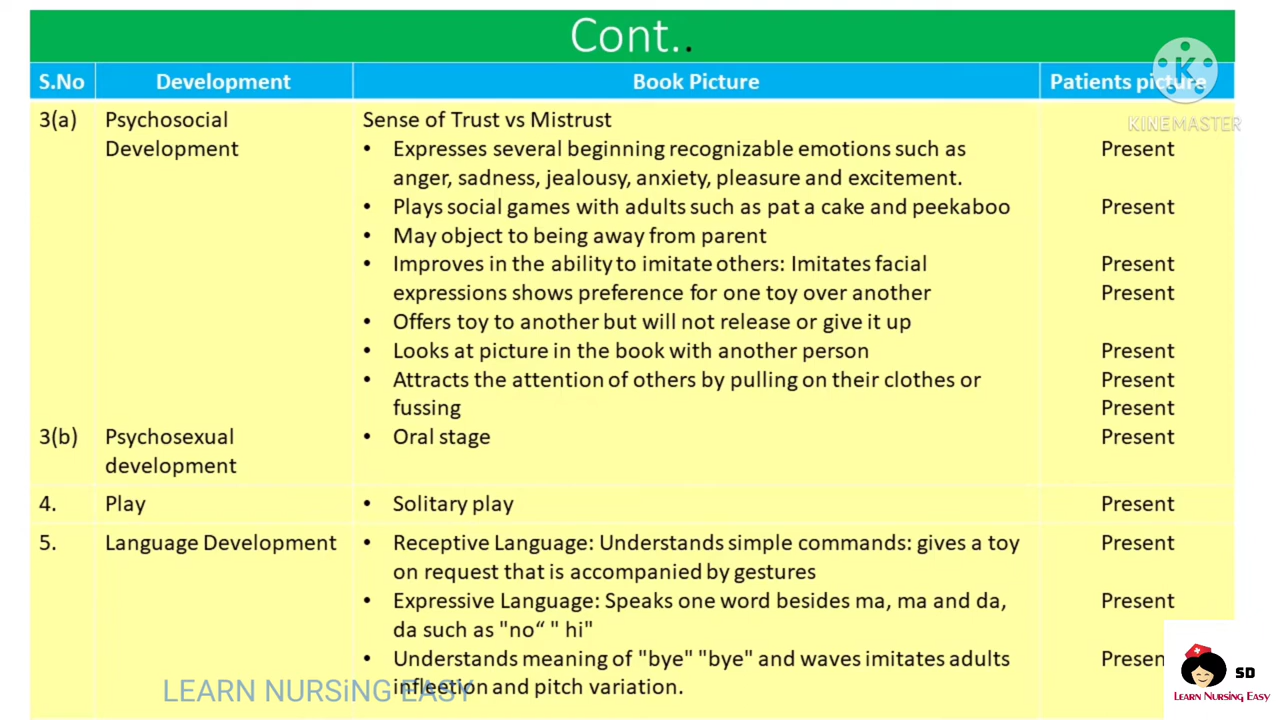 Cont..
S.No Development Book Picture Patients picture
KINEMASTER
3(a) Psychosocial Sense of Trust vs Mistrust
Development • Expresses several beginning recognizable emotions such as Present
anger, sadness, jealousy, anxiety, pleasure and excitement.
• Plays social games with adults such as pat a cake and peekaboo Present
• May object to being away from parent
• Improves in the ability to imitate others: Imitates facial Present
expressions shows preference for one toy over another Present
• Offers toy to another but will not release or give it up
• Looks at picture in the book with another person Present
• Attracts the attention of others by pulling on their clothes or Present
fussing Present
3(b) Psychosexual • Oral stage Present
development
4. Play • Solitary play Present
5. Language Development • Receptive Language: Understands simple commands: gives a toy Present
on request that is accompanied by gestures
• Expressive Language: Speaks one word besides ma, ma and da, Present
da such as "no“ " hi"
• Understands meaning of "bye" "bye" and waves imitates adults Present
inflection and pitch variation.
LEARN NURSiNG EASY
SD
LEARN NURSING EASY